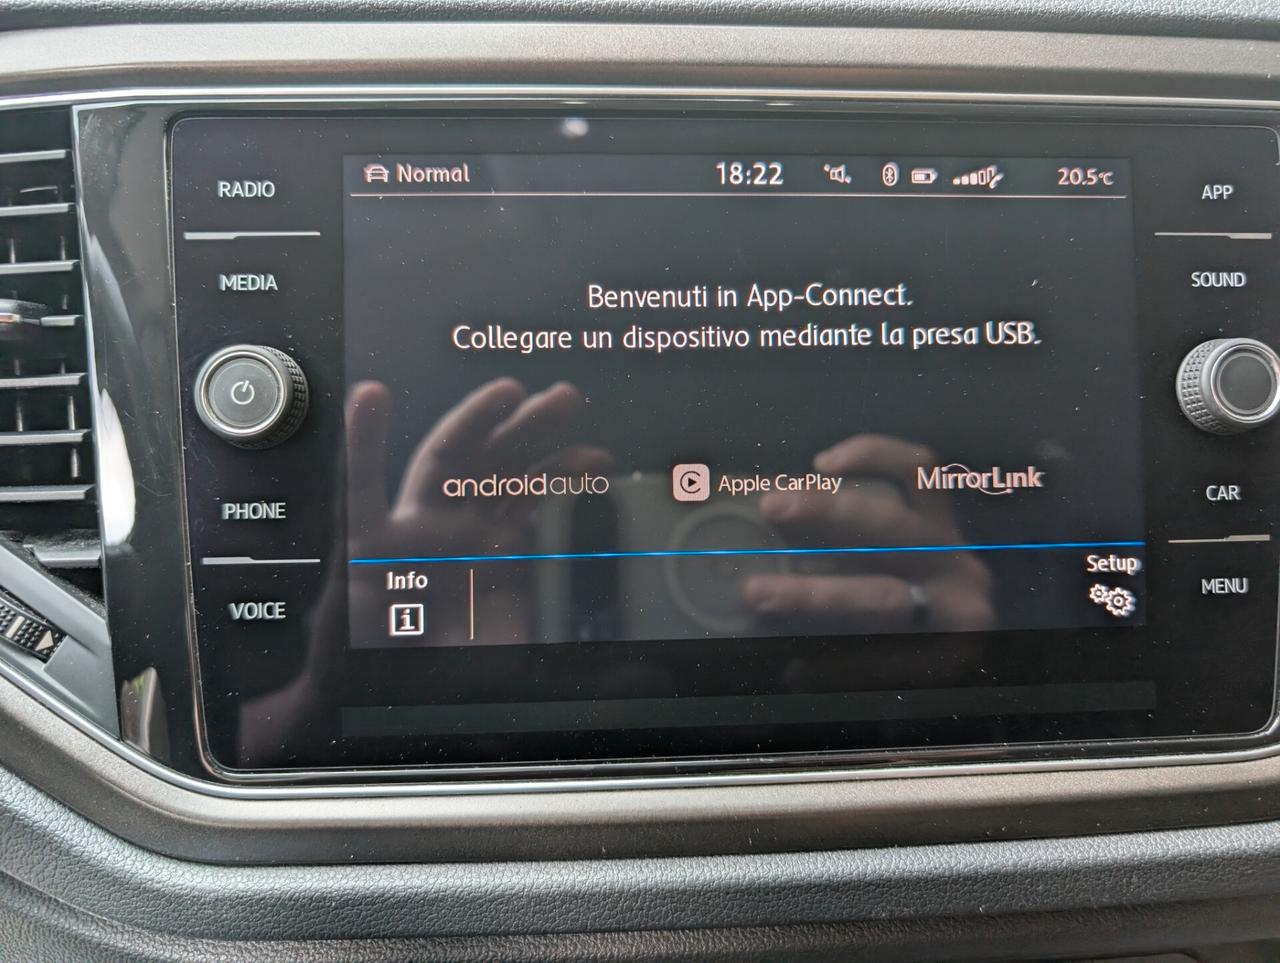 RADIO
MEDIA
PHONE
VOICE
Normal 18:22 20.5°C
Benvenuti in App-Connect.
Collegare un dispositivo mediante la presa USB.
androidauto Apple CarPlay MirrorLink
Info Setup
APP
SOUND
CAR
MENU